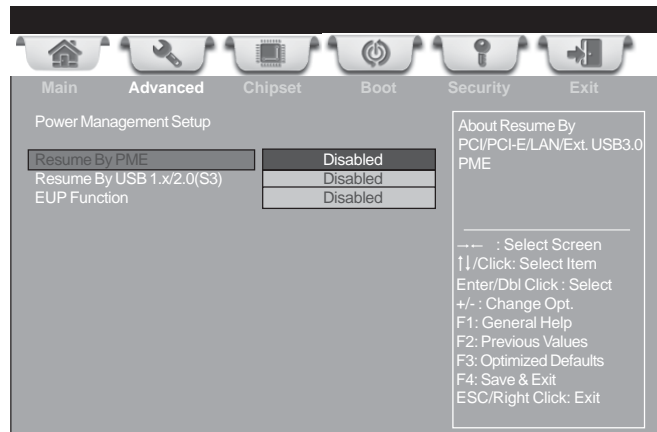 Main Advanced Chipset Boot Security Exit
Power Management Setup
Resume By PME Disabled
Resume By USB 1.x/2.0(S3) Disabled
EUP Function Disabled
About Resume By
PCI/PCI-E/LAN/Ext. USB3.0
PME
→← : Select Screen
↑↓/Click: Select Item
Enter/Dbl Click : Select
+/- : Change Opt.
F1: General Help
F2: Previous Values
F3: Optimized Defaults
F4: Save & Exit
ESC/Right Click: Exit